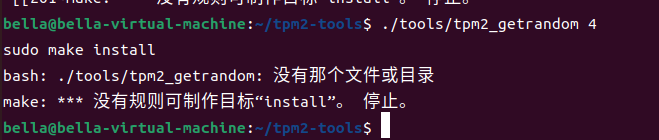 bella@bella-virtual-machine:~/tpm2-tools$ ./tools/tpm2_getrandom 4
sudo make install
bash: ./tools/tpm2_getrandom: 没有那个文件或目录
make: *** 没有规则可制作目标“install”。 停止。
bella@bella-virtual-machine:~/tpm2-tools$